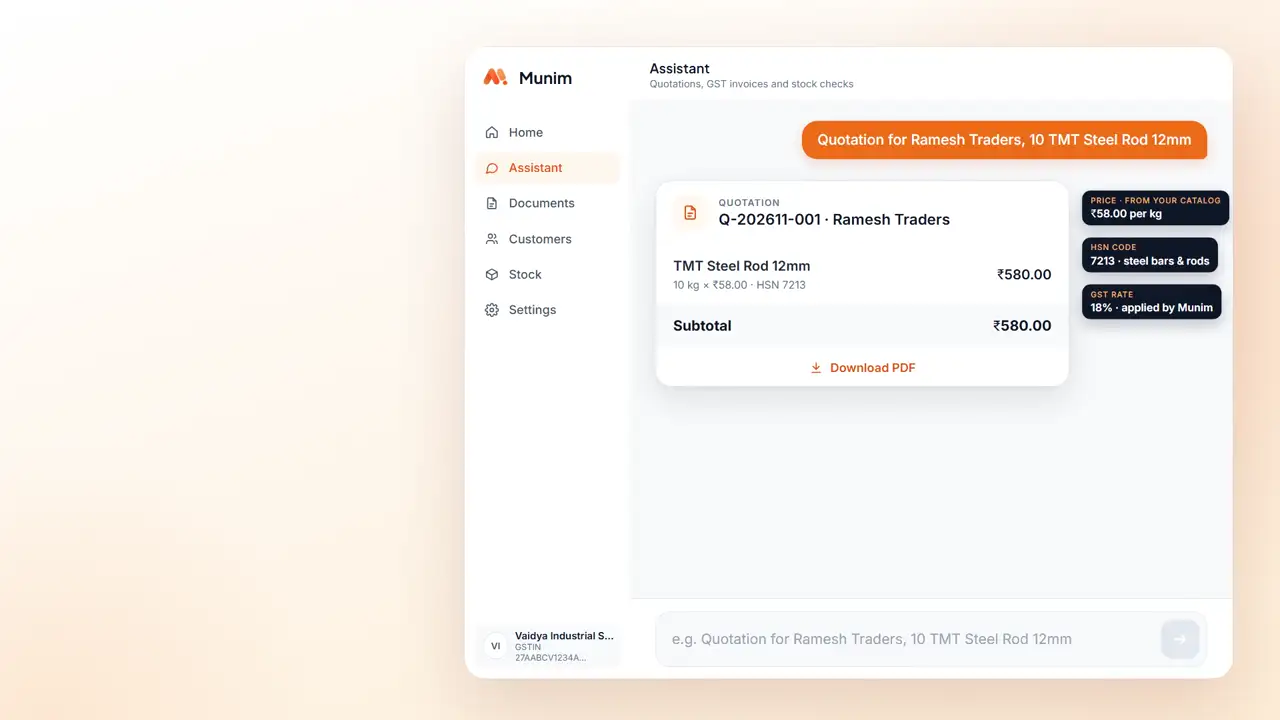 Munim
Home
Assistant
Documents
Customers
Stock
Settings
Vaidya Industrial S...
GSTIN
27AABCV1234A...
VI
Assistant
Quotations, GST invoices and stock checks
Quotation for Ramesh Traders, 10 TMT Steel Rod 12mm
QUOTATION
Q-202611-001 · Ramesh Traders
TMT Steel Rod 12mm
10 kg × ₹58.00 · HSN 7213
₹580.00
Subtotal
₹580.00
Download PDF
PRICE · FROM YOUR CATALOG
₹58.00 per kg
HSN CODE
7213 · steel bars & rods
GST RATE
18% · applied by Munim
e.g. Quotation for Ramesh Traders, 10 TMT Steel Rod 12mm